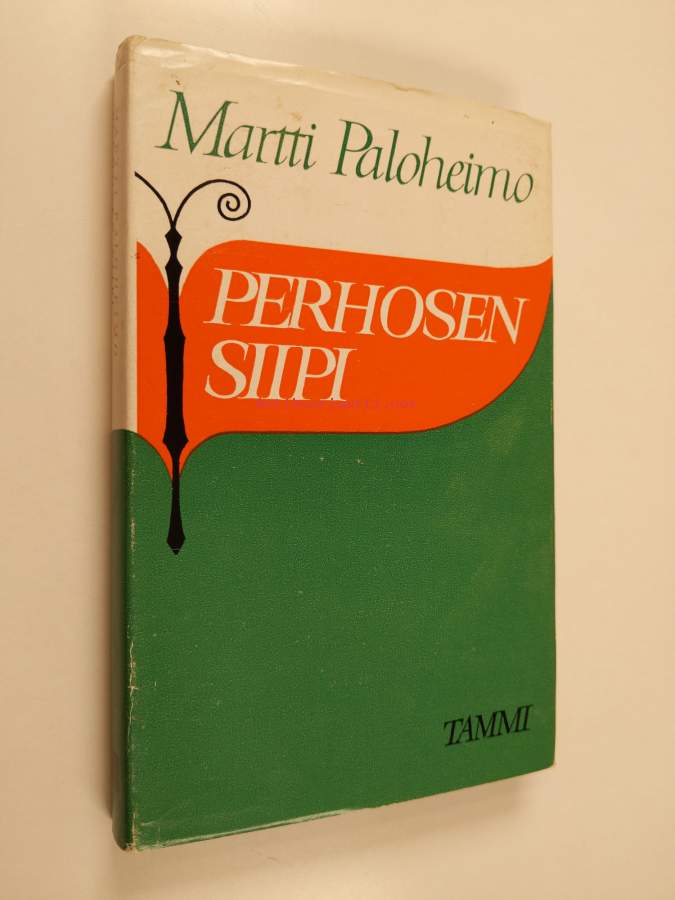 Martti Paloheimo
PERHOSEN
SIIPI
TAMMI